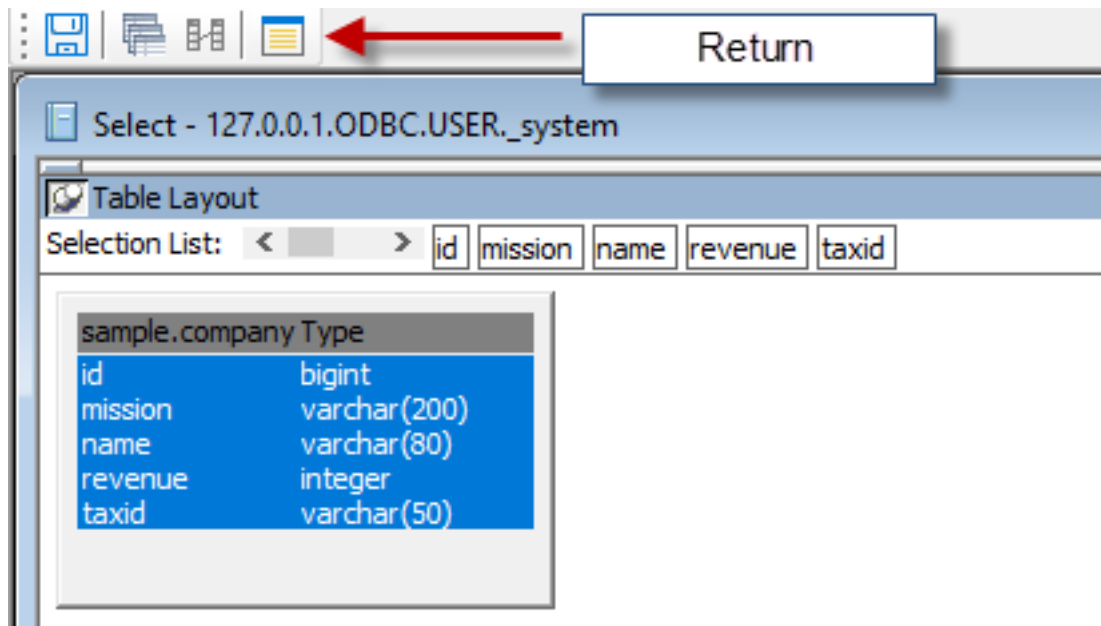 Return
Select - 127.0.0.1.ODBC.USER._system
Table Layout
Selection List: < > id mission name revenue taxid
sample.company Type
id bigint
mission varchar(200)
name varchar(80)
revenue integer
taxid varchar(50)